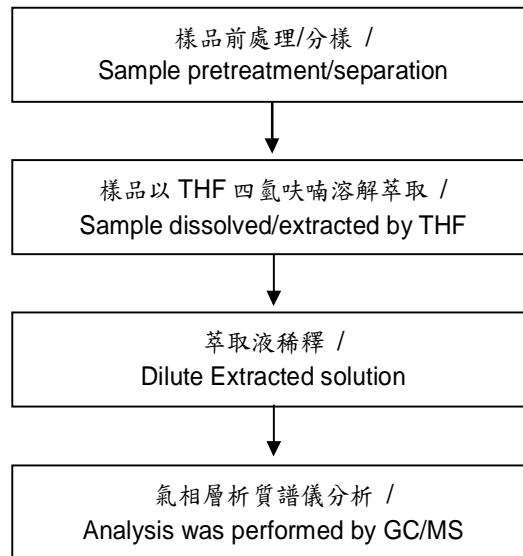 樣品前處理/分樣 /
Sample pretreatment/separation
樣品以 THF 四氫呋喃溶解萃取 /
Sample dissolved/extracted by THF
萃取液稀釋 /
Dilute Extracted solution
氣相層析質譜儀分析 /
Analysis was performed by GC/MS